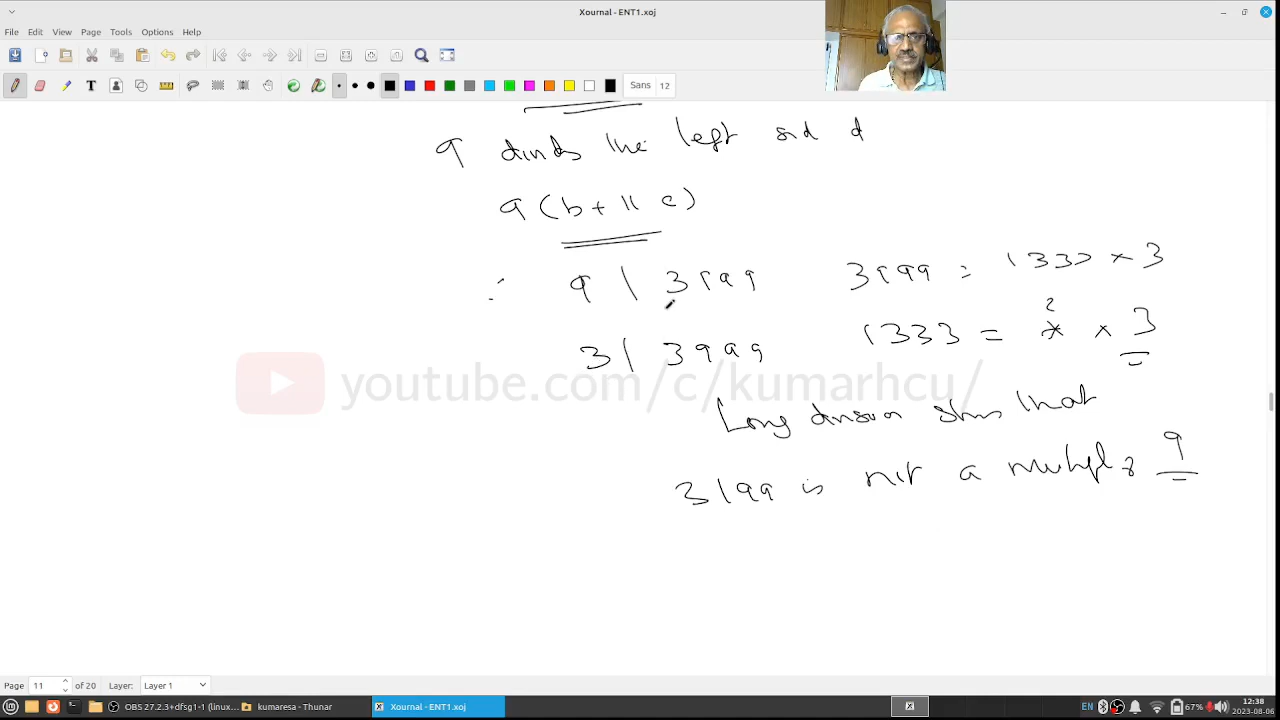 Xournal - ENT1.xoj
File Edit View Page Tools Options Help
T Sans 12
9 divides the left side of
9 (b + 11 c)
∴ 9 | 3999 3999 = 1333 × 3
?
3 | 3999 1333 = * × 3
Long division shows that
3999 is not a multiple of 9
youtube.com/c/kumarhcu/
Page 11 of 20 Layer: Layer 1
OBS 27.2.3+dfsg1-1 (linux... kumaresa - Thunar Xournal - ENT1.xoj EN 67% 12:38
2023-08-06